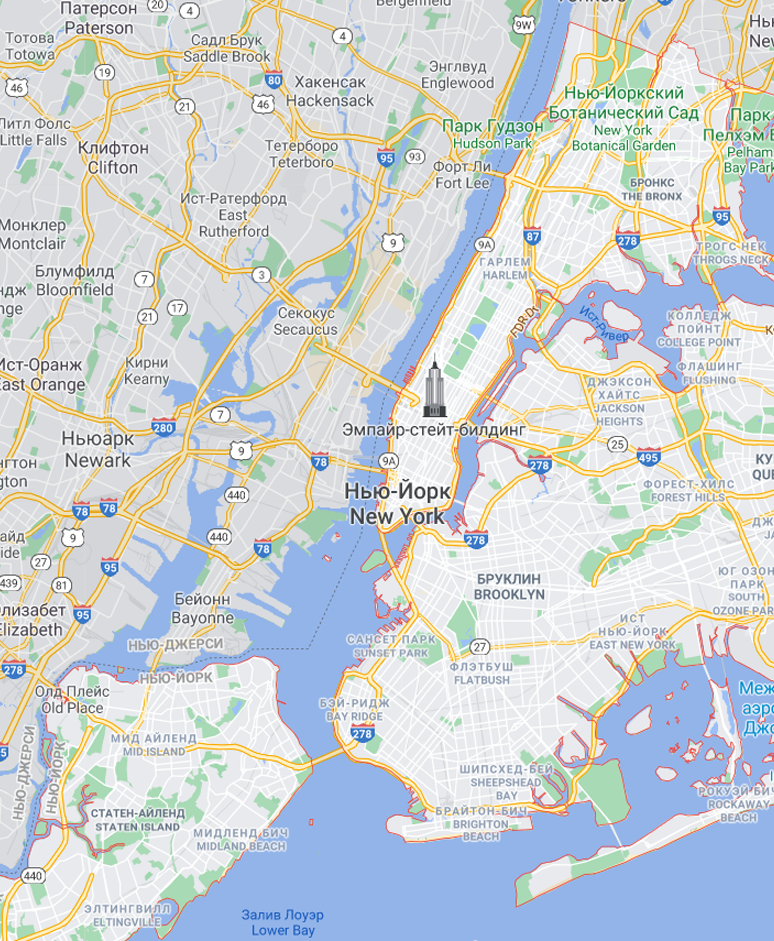 Патерсон
Paterson
20
4
Bergenfield
9W
Тотова
Totowa
Садл Брук
Saddle Brook
4
Энглвуд
Englewood
19
80
46
Хакенсак
Hackensack
46
21
Нью-Йоркский
Ботанический Сад
New York
Botanical Garden
Литл Фолс
Little Falls
Клифтон
Clifton
Тетерборо
Teterboro
95
93
Парк Гудзон
Hudson Park
Форт Ли
Fort Lee
Парк
Пелхэм
Pelham
Bay Park
Ист-Ратерфорд
East
Rutherford
БРОНКС
THE BRONX
Монклер
Montclair
9
9A
87
278
95
ТРОГС НЕК
THROGS NECK
ГАРЛЕМ
HARLEM
Блумфилд
Bloomfield
7
3
17
21
Секокус
Secaucus
FDR Dr
Ист-Ривер
КОЛЛЕДЖ
ПОЙНТ
COLLEGE POINT
Ист-Оранж
East Orange
Кирни
Kearny
ФЛАШИНГ
FLUSHING
ДЖЭКСОН
ХАЙТС
JACKSON
HEIGHTS
280
7
Эмпайр-стейт-билдинг
Ньюарк
Newark
9
78
9A
25
278
495
440
Нью-Йорк
New York
ФОРЕСТ-ХИЛС
FOREST HILLS
78
78
9
440
78
278
27
95
439
81
БРУКЛИН
BROOKLYN
ЮГ ОЗОН
ПАРК
SOUTH
OZONE PAR
95
Элизабет
Elizabeth
Бейонн
Bayonne
ИСТ
НЬЮ-ЙОРК
EAST NEW YORK
НЬЮ-ДЖЕРСИ
НЬЮ-ЙОРК
САНСЕТ ПАРК
SUNSET PARK
27
ФЛЭТБУШ
FLATBUSH
278
Олд Плейс
Old Place
БЭЙ-РИДЖ
BAY RIDGE
278
МИД АЙЛЕНД
MID ISLAND
НЬЮ-ДЖЕРСИ
НЬЮ-ЙОРК
ШИПСХЕД-БЕЙ
SHEEPSHEAD
BAY
РОКУЭЙ-БИЧ
ROCKAWAY
BEACH
СТАТЕН-АЙЛЕНД
STATEN ISLAND
БРАЙТОН-БИЧ
BRIGHTON
BEACH
МИДЛЕНД БИЧ
MIDLAND BEACH
440
ЭЛТИНГВИЛЛ
ELTINGVILLE
Залив Лоуэр
Lower Bay